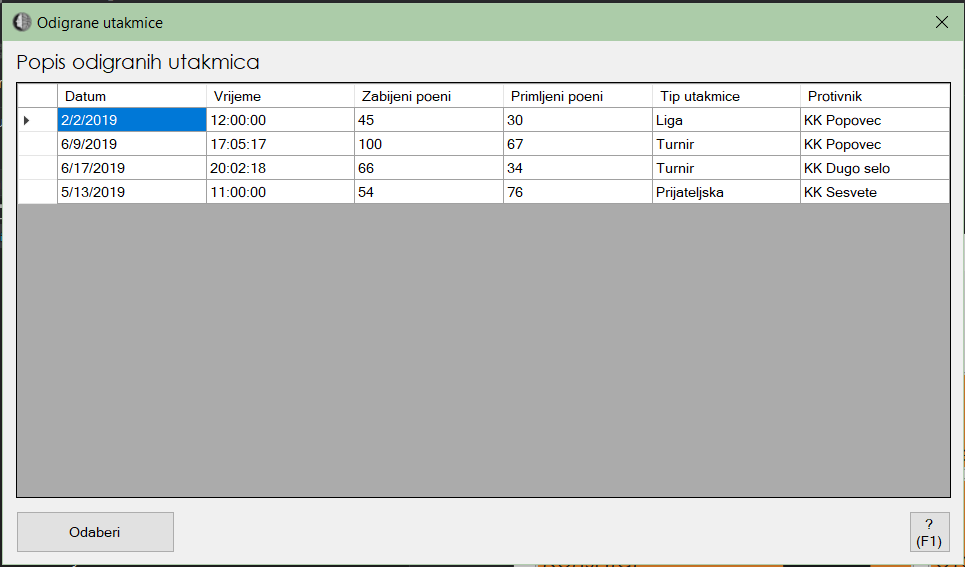 Odigrane utakmice
Popis odigranih utakmica
Datum Vrijeme Zabijeni poeni Primljeni poeni Tip utakmice Protivnik
2/2/2019 12:00:00 45 30 Liga KK Popovec
6/9/2019 17:05:17 100 67 Turnir KK Popovec
6/17/2019 20:02:18 66 34 Turnir KK Dugo selo
5/13/2019 11:00:00 54 76 Prijateljska KK Sesvete
Odaberi
?
(F1)